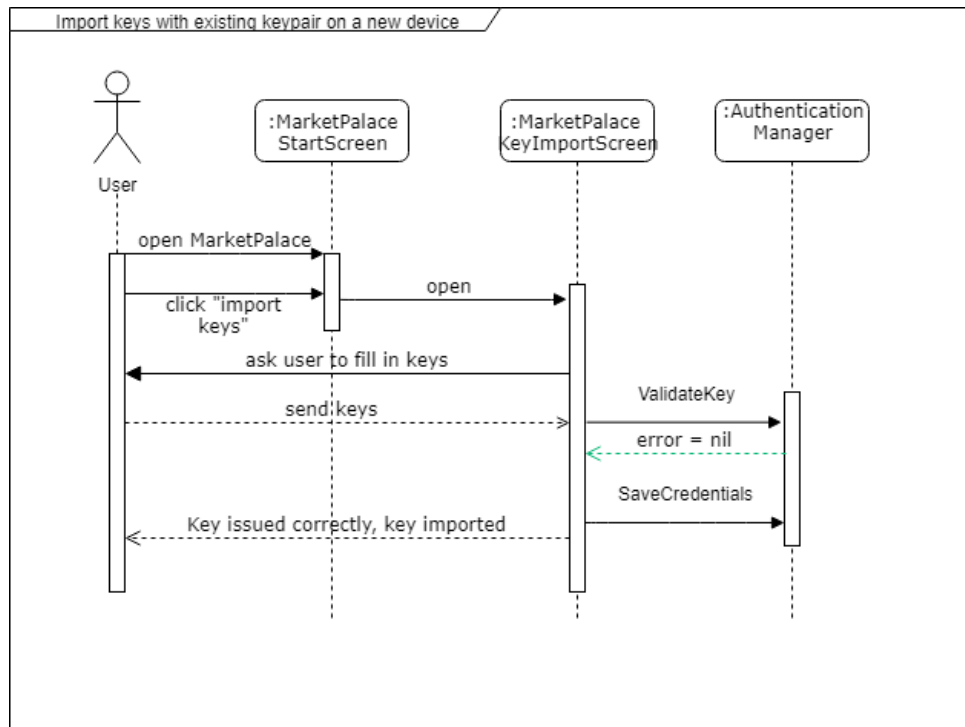 Import keys with existing keypair on a new device
:MarketPalace
StartScreen
:MarketPalace
KeyImportScreen
:Authentication
Manager
User
open MarketPalace
click "import
keys"
open
ask user to fill in keys
send keys
ValidateKey
error = nil
SaveCredentials
Key issued correctly, key imported